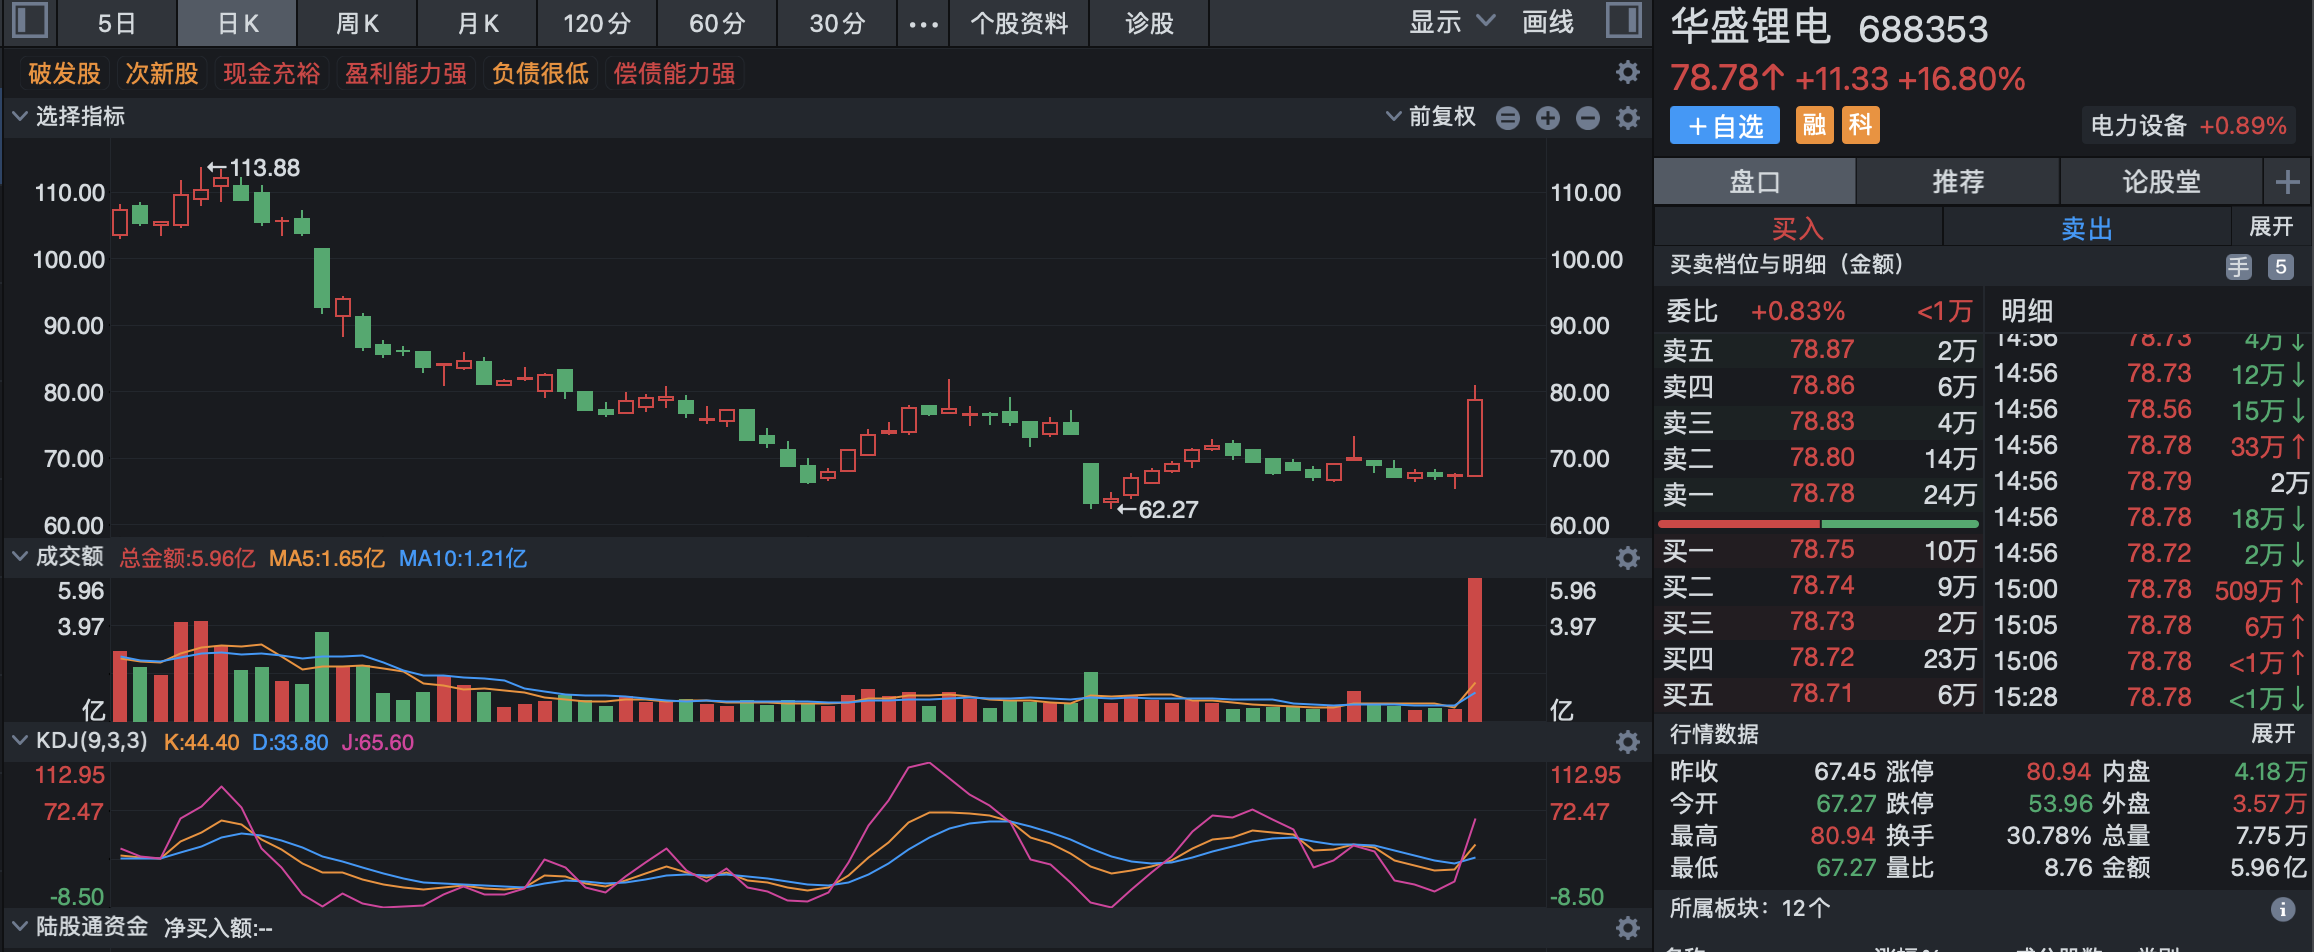 5日 日K 周K 月K 120分 60分 30分 ... 个股资料 诊股 显示 画线
破发股 次新股 现金充裕 盈利能力强 负债很低 偿债能力强
选择指标 前复权
←113.88
110.00 110.00
100.00 100.00
90.00 90.00
80.00 80.00
70.00 70.00
←62.27
60.00 60.00
成交额 总金额:5.96亿 MA5:1.65亿 MA10:1.21亿
5.96 5.96
3.97 3.97
亿 亿
KDJ(9,3,3) K:44.40 D:33.80 J:65.60
112.95 112.95
72.47 72.47
-8.50 -8.50
陆股通资金 净买入额:--
华盛锂电 688353
78.78↑ +11.33 +16.80%
+自选 融 科 电力设备 +0.89%
盘口 推荐 论股堂 +
买入 卖出 展开
买卖档位与明细（金额） 手 5
委比 +0.83% <1万
卖五 78.87 2万
卖四 78.86 6万
卖三 78.83 4万
卖二 78.80 14万
卖一 78.78 24万
买一 78.75 10万
买二 78.74 9万
买三 78.73 2万
买四 78.72 23万
买五 78.71 6万
明细
14:56 78.73 4万↓
14:56 78.73 12万↓
14:56 78.56 15万↓
14:56 78.78 33万↑
14:56 78.79 2万
14:56 78.78 18万↓
14:56 78.72 2万↓
15:00 78.78 509万↑
15:05 78.78 6万↑
15:06 78.78 <1万↑
15:28 78.78 <1万↓
行情数据 展开
昨收 67.45 涨停 80.94 内盘 4.18万
今开 67.27 跌停 53.96 外盘 3.57万
最高 80.94 换手 30.78% 总量 7.75万
最低 67.27 量比 8.76 金额 5.96亿
所属板块：12个